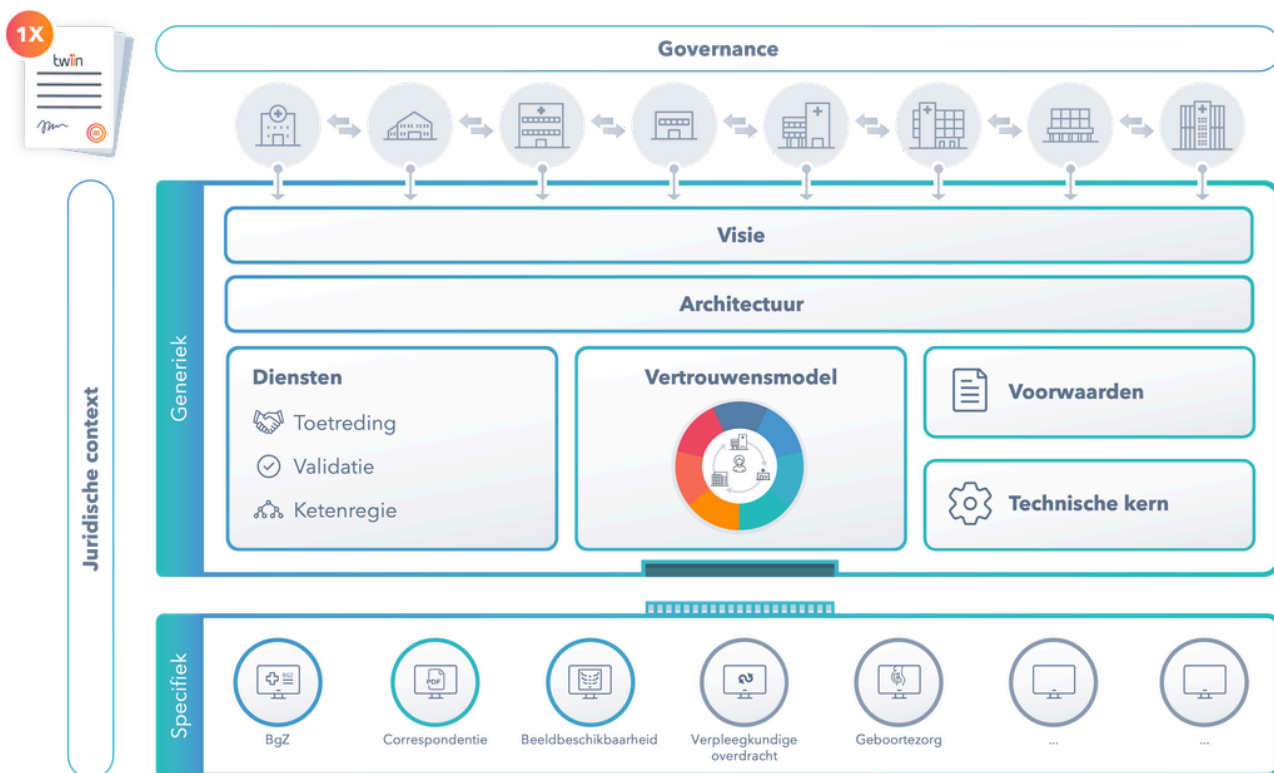 1X
twiin
Governance
Juridische context
Generiek
Visie
Architectuur
Diensten
Toetreding
Validatie
Ketenregie
Vertrouwensmodel
Voorwaarden
Technische kern
Specifiek
BGZ
BgZ
PDF
Correspondentie
Beeldbeschikbaarheid
Verpleegkundige
overdracht
Geboortezorg
...
...